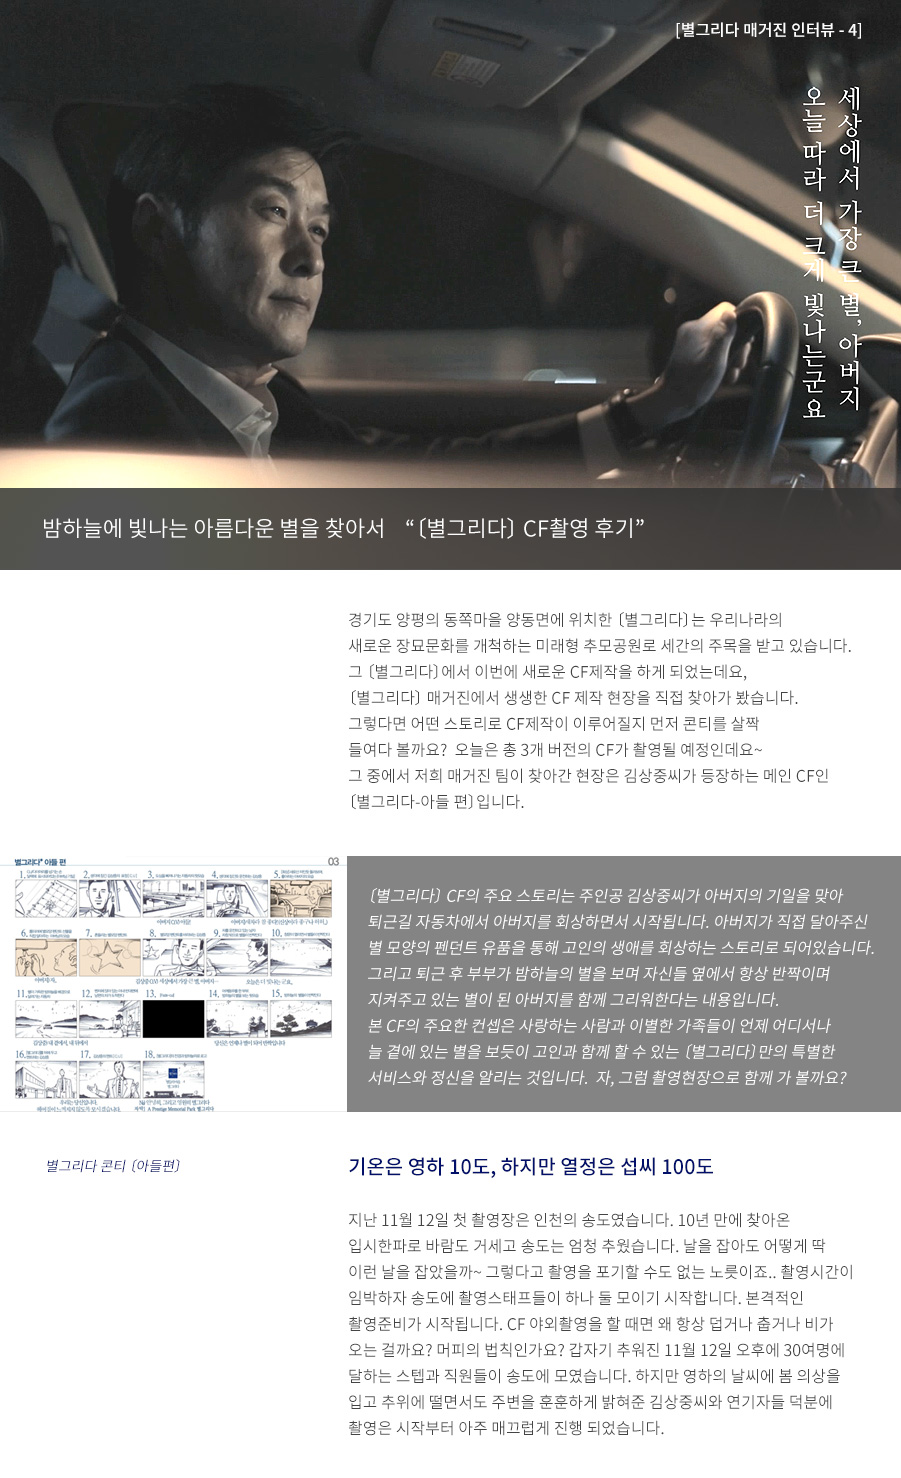 [별그리다 매거진 인터뷰 - 4]
세상에서 가장 큰 별, 아버지
오늘 따라 더 크게 빛나는군요
밤하늘에 빛나는 아름다운 별을 찾아서 “〔별그리다〕 CF촬영 후기”
경기도 양평의 동쪽마을 양동면에 위치한 〔별그리다〕는 우리나라의
새로운 장묘문화를 개척하는 미래형 추모공원로 세간의 주목을 받고 있습니다.
그 〔별그리다〕에서 이번에 새로운 CF제작을 하게 되었는데요,
〔별그리다〕 매거진에서 생생한 CF 제작 현장을 직접 찾아가 봤습니다.
그렇다면 어떤 스토리로 CF제작이 이루어질지 먼저 콘티를 살짝
들여다 볼까요? 오늘은 총 3개 버전의 CF가 촬영될 예정인데요~
그 중에서 저희 매거진 팀이 찾아간 현장은 김상중씨가 등장하는 메인 CF인
〔별그리다-아들 편〕입니다.
별그리다* 아들 편
03
〔별그리다〕 CF의 주요 스토리는 주인공 김상중씨가 아버지의 기일을 맞아
퇴근길 자동차에서 아버지를 회상하면서 시작됩니다. 아버지가 직접 달아주신
별 모양의 펜던트 유품을 통해 고인의 생애를 회상하는 스토리로 되어있습니다.
그리고 퇴근 후 부부가 밤하늘의 별을 보며 자신들 옆에서 항상 반짝이며
지켜주고 있는 별이 된 아버지를 함께 그리워한다는 내용입니다.
본 CF의 주요한 컨셉은 사랑하는 사람과 이별한 가족들이 언제 어디서나
늘 곁에 있는 별을 보듯이 고인과 함께 할 수 있는 〔별그리다〕만의 특별한
서비스와 정신을 알리는 것입니다. 자, 그럼 촬영현장으로 함께 가 볼까요?
별그리다 콘티 〔아들편〕
기온은 영하 10도, 하지만 열정은 섭씨 100도
지난 11월 12일 첫 촬영장은 인천의 송도였습니다. 10년 만에 찾아온
입시한파로 바람도 거세고 송도는 엄청 추웠습니다. 날을 잡아도 어떻게 딱
이런 날을 잡았을까~ 그렇다고 촬영을 포기할 수도 없는 노릇이죠.. 촬영시간이
임박하자 송도에 촬영스태프들이 하나 둘 모이기 시작합니다. 본격적인
촬영준비가 시작됩니다. CF 야외촬영을 할 때면 왜 항상 덥거나 춥거나 비가
오는 걸까요? 머피의 법칙인가요? 갑자기 추워진 11월 12일 오후에 30여명에
달하는 스텝과 직원들이 송도에 모였습니다. 하지만 영하의 날씨에 봄 의상을
입고 추위에 떨면서도 주변을 훈훈하게 밝혀준 김상중씨와 연기자들 덕분에
촬영은 시작부터 아주 매끄럽게 진행 되었습니다.